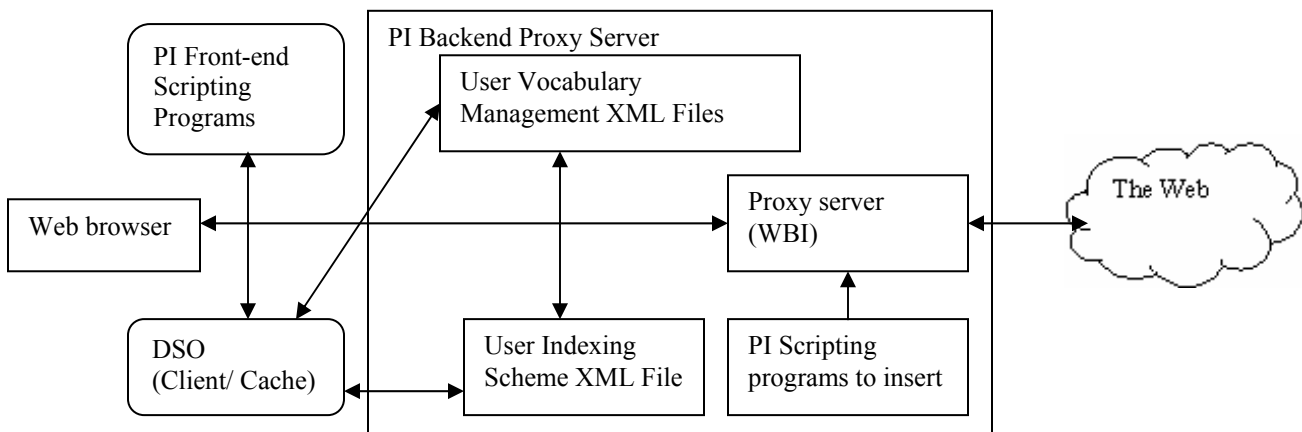 PI Front-end
Scripting
Programs
PI Backend Proxy Server
User Vocabulary
Management XML Files
Web browser
Proxy server
(WBI)
The Web
DSO
(Client/ Cache)
User Indexing
Scheme XML File
PI Scripting
programs to insert